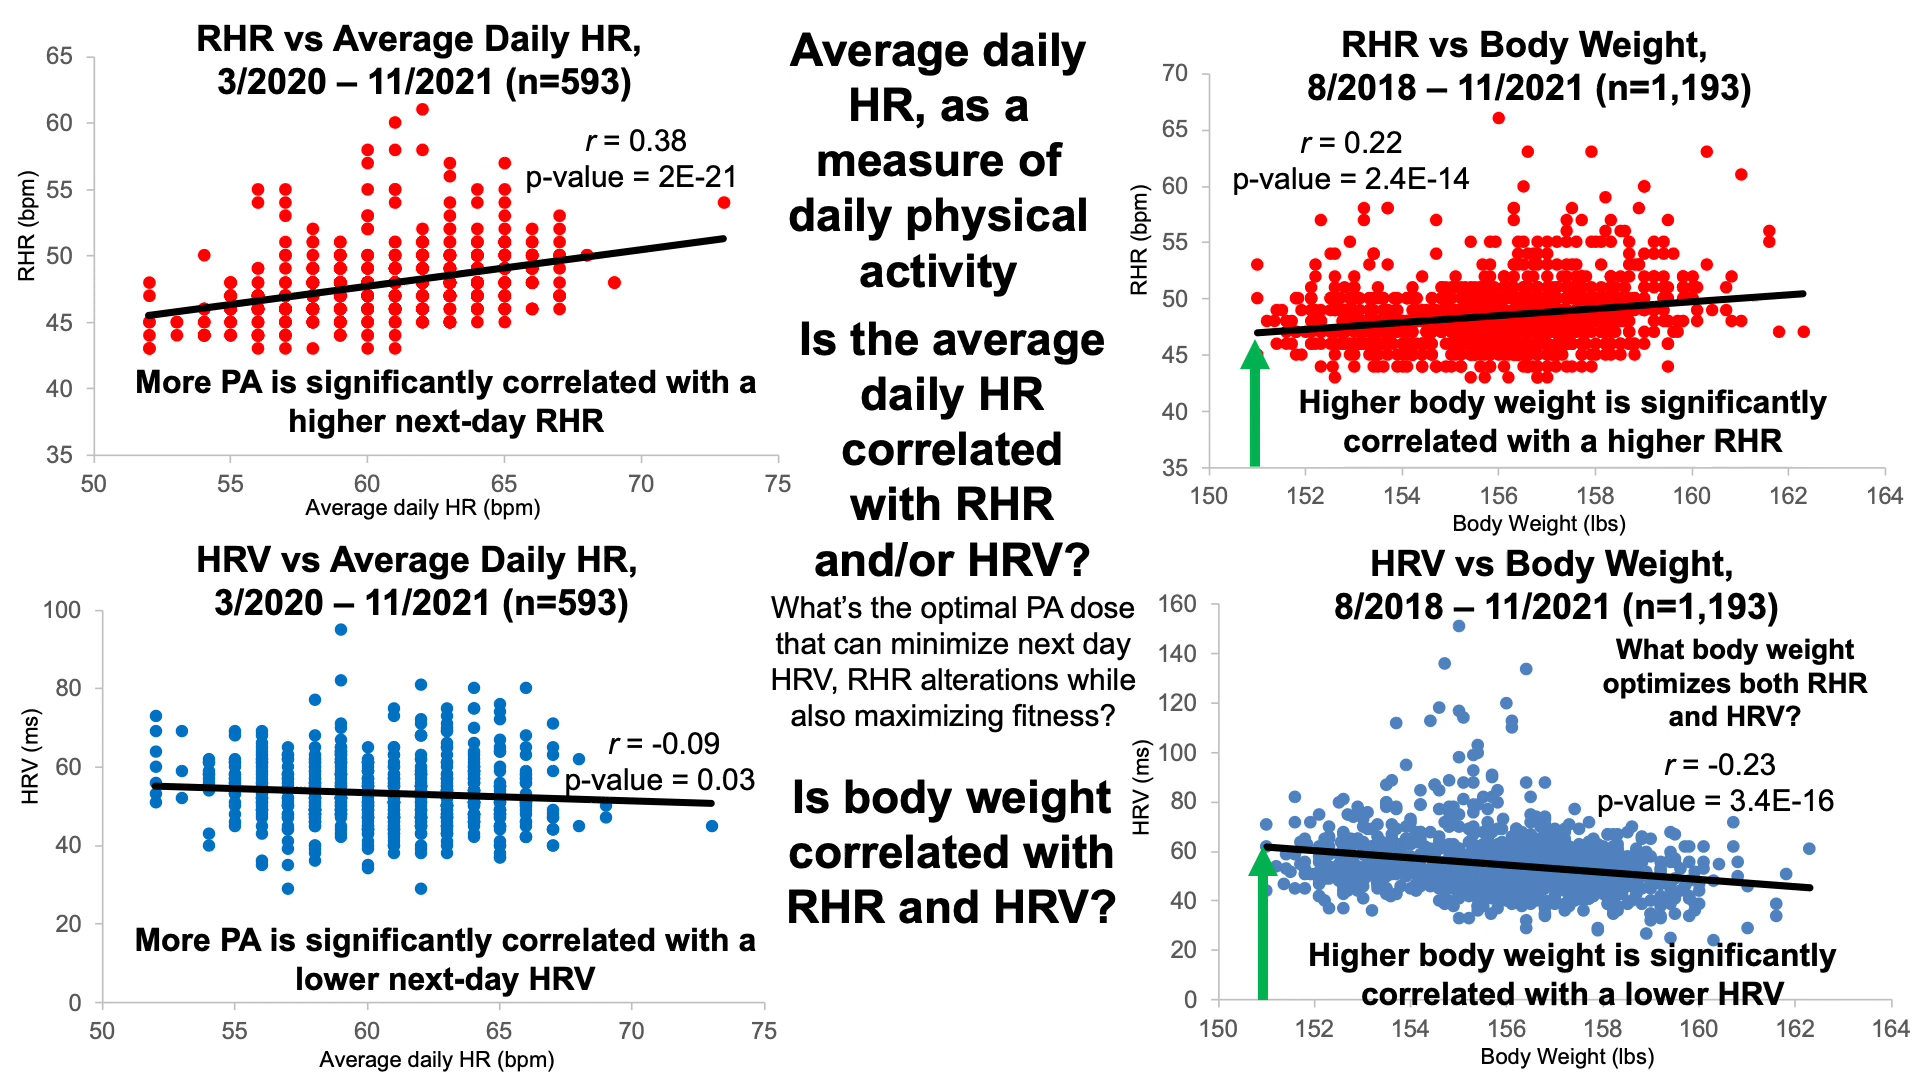 RHR vs Average Daily HR,
3/2020 – 11/2021 (n=593)
65
60
55
50
45
40
35
RHR (bpm)
r = 0.38
p-value = 2E-21
More PA is significantly correlated with a
higher next-day RHR
50
55
60
65
70
75
Average daily HR (bpm)
HRV vs Average Daily HR,
3/2020 – 11/2021 (n=593)
100
80
60
40
20
0
HRV (ms)
r = -0.09
p-value = 0.03
More PA is significantly correlated with a
lower next-day HRV
50
55
60
65
70
75
Average daily HR (bpm)
Average daily
HR, as a
measure of
daily physical
activity
Is the average
daily HR
correlated
with RHR
and/or HRV?
What's the optimal PA dose
that can minimize next day
HRV, RHR alterations while
also maximizing fitness?
Is body weight
correlated with
RHR and HRV?
RHR vs Body Weight,
8/2018 – 11/2021 (n=1,193)
70
65
60
55
50
45
40
35
RHR (bpm)
r = 0.22
p-value = 2.4E-14
Higher body weight is significantly
correlated with a higher RHR
150
152
154
156
158
160
162
164
Body Weight (lbs)
HRV vs Body Weight,
8/2018 – 11/2021 (n=1,193)
160
140
120
100
80
60
40
20
0
HRV (ms)
What body weight
optimizes both RHR
and HRV?
r = -0.23
p-value = 3.4E-16
Higher body weight is significantly
correlated with a lower HRV
150
152
154
156
158
160
162
164
Body Weight (lbs)